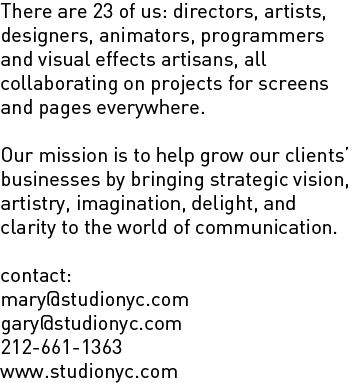 There are 23 of us: directors, artists,
designers, animators, programmers
and visual effects artisans, all
collaborating on projects for screens
and pages everywhere.

Our mission is to help grow our clients’
businesses by bringing strategic vision,
artistry, imagination, delight, and
clarity to the world of communication.

contact:
mary@studionyc.com
gary@studionyc.com
212-661-1363
www.studionyc.com